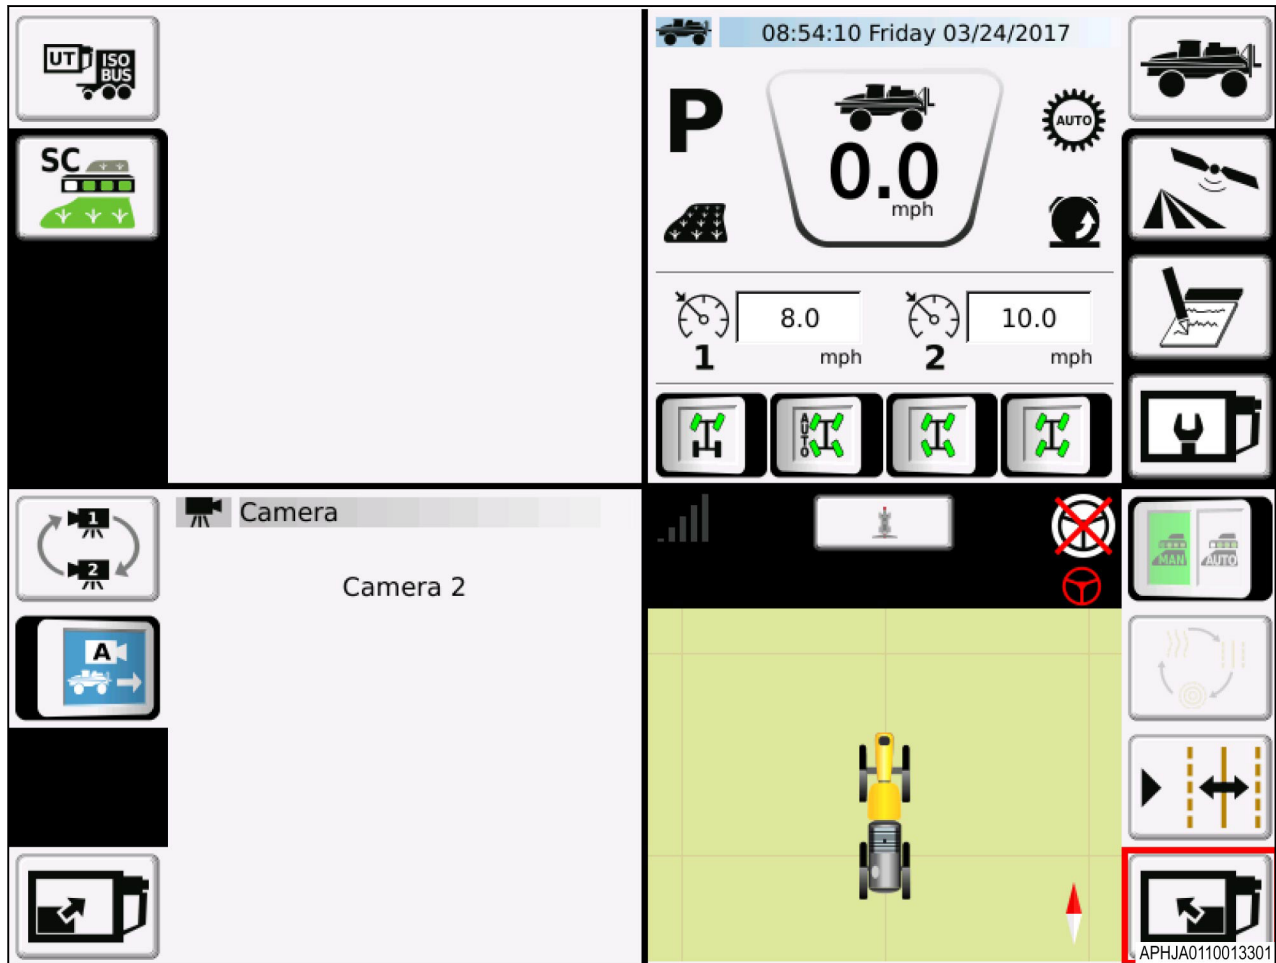 UT
ISO
BUS
SC
08:54:10 Friday 03/24/2017
P
AUTO
0.0
mph
1
8.0
mph
2
10.0
mph
AUTO
Camera
1
2
Camera 2
A
MAN
AUTO
APHJA0110013301